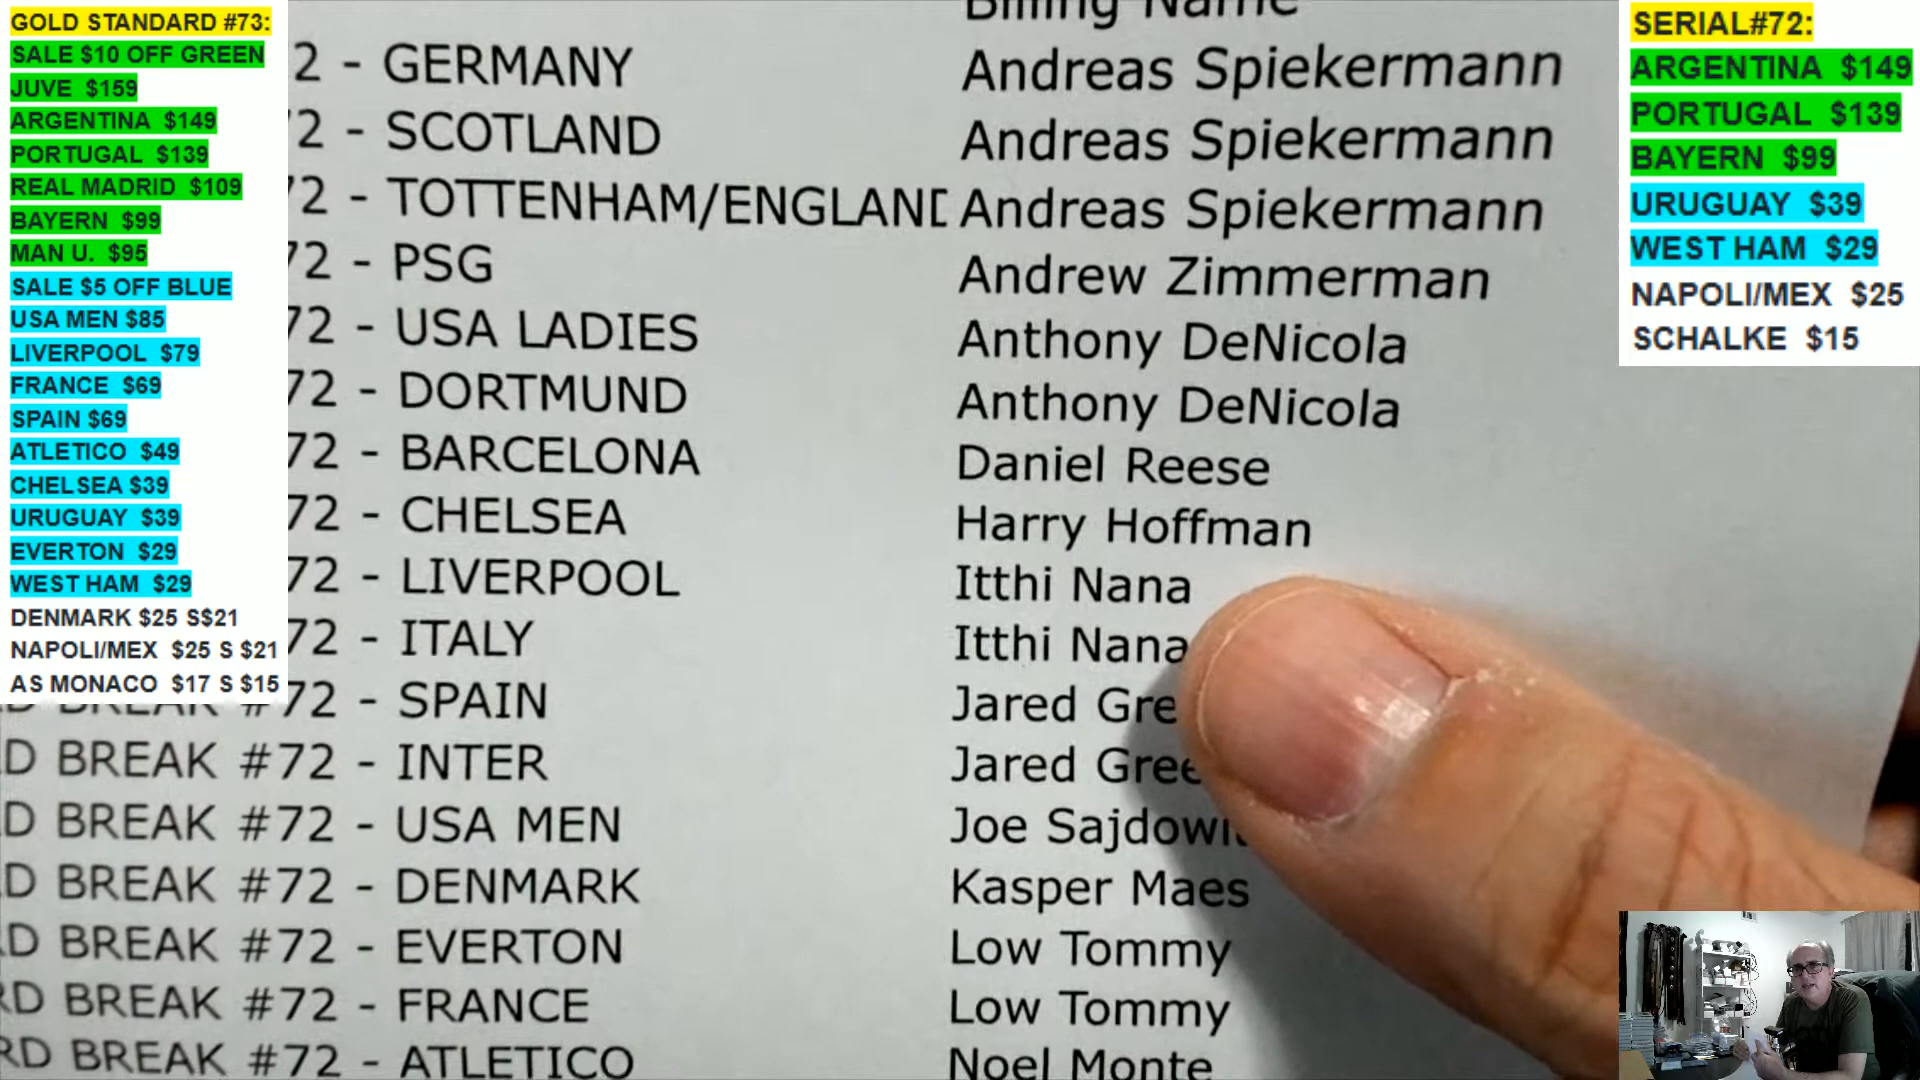 GOLD STANDARD #73:
SALE $10 OFF GREEN
JUVE $159
ARGENTINA $149
PORTUGAL $139
REAL MADRID $109
BAYERN $99
MAN U. $95
SALE $5 OFF BLUE
USA MEN $85
LIVERPOOL $79
FRANCE $69
SPAIN $69
ATLETICO $49
CHELSEA $39
URUGUAY $39
EVERTON $29
WEST HAM $29
DENMARK $25 S$21
NAPOLI/MEX $25 S $21
AS MONACO $17 S $15
Billing Name
2 - GERMANY Andreas Spiekermann
2 - SCOTLAND Andreas Spiekermann
72 - TOTTENHAM/ENGLAND Andreas Spiekermann
72 - PSG Andrew Zimmerman
72 - USA LADIES Anthony DeNicola
72 - DORTMUND Anthony DeNicola
72 - BARCELONA Daniel Reese
72 - CHELSEA Harry Hoffman
72 - LIVERPOOL Itthi Nana
72 - ITALY Itthi Nana
BREAK #72 - SPAIN Jared Gre
D BREAK #72 - INTER Jared Gree
D BREAK #72 - USA MEN Joe
D BREAK #72 - DENMARK Kasper Maes
RD BREAK #72 - EVERTON Low Tommy
RD BREAK #72 - FRANCE Low Tommy
RD BREAK #72 - ATLETICO Noel Monte
SERIAL#72:
ARGENTINA $149
PORTUGAL $139
BAYERN $99
URUGUAY $39
WEST HAM $29
NAPOLI/MEX $25
SCHALKE $15